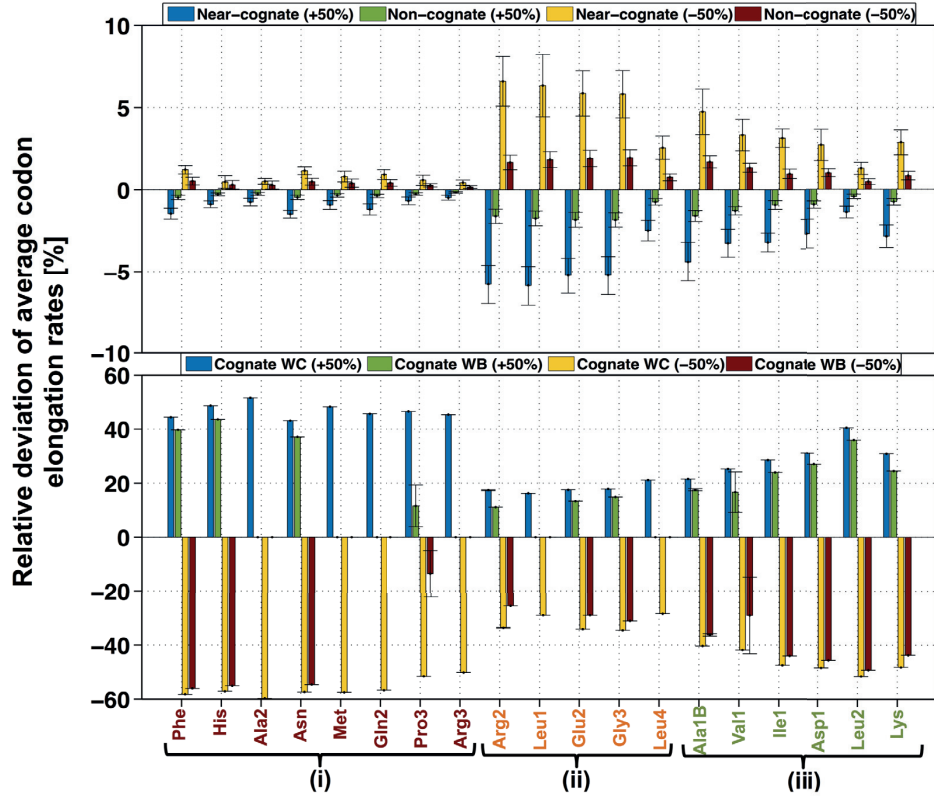 Near-cognate (+50%) Non-cognate (+50%) Near-cognate (−50%) Non-cognate (−50%)
10
5
0
−5
−10
Cognate WC (+50%) Cognate WB (+50%) Cognate WC (−50%) Cognate WB (−50%)
60
40
20
0
−20
−40
−60
Relative deviation of average codon
elongation rates [%]
Phe His Ala2 Asn Met Gln2 Pro3 Arg3 Arg2 Leu1 Glu2 Gly3 Leu4 Ala1B Val1 Ile1 Asp1 Leu2 Lys
(i) (ii) (iii)